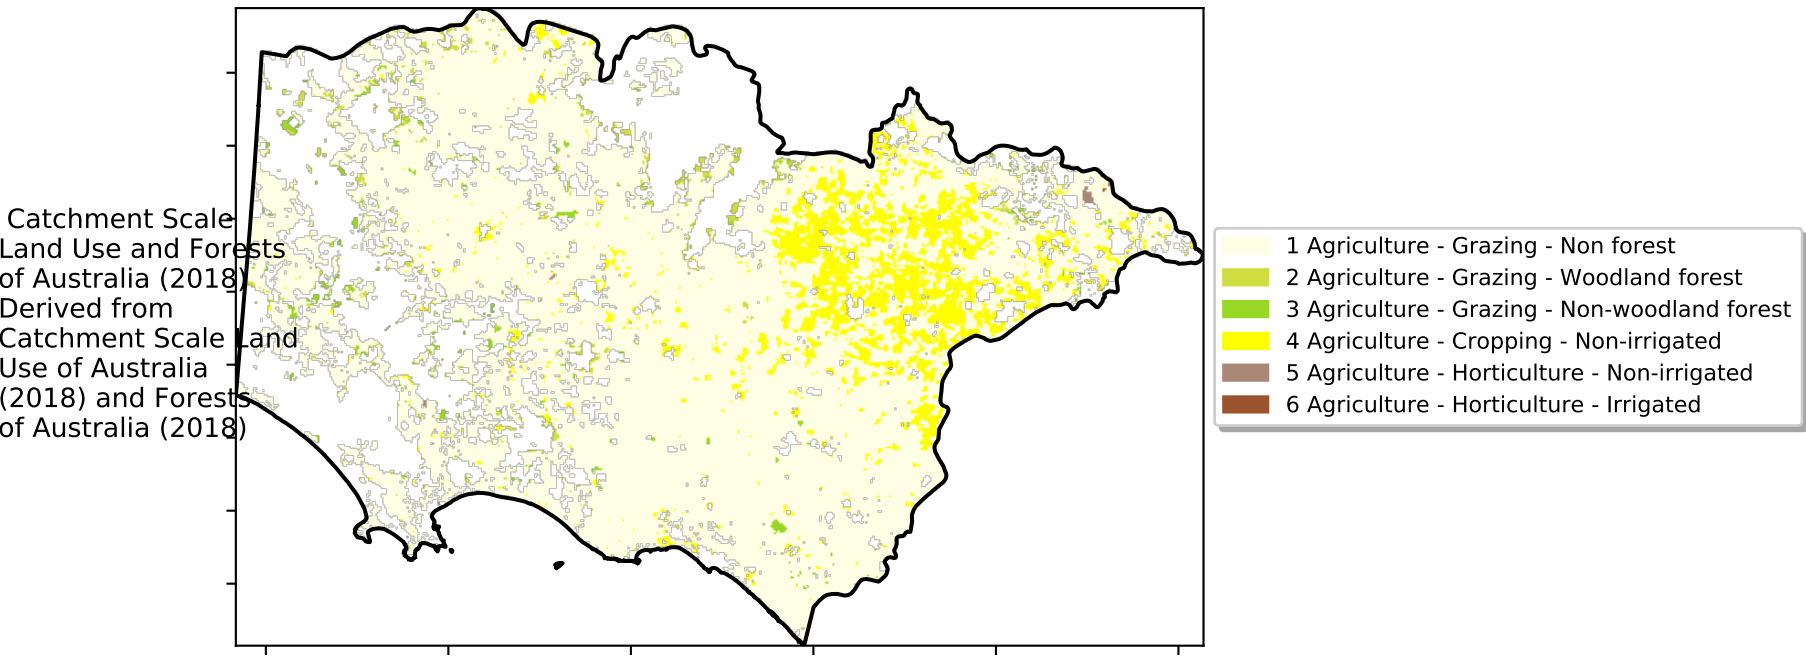 Catchment Scale
Land Use and Forests
of Australia (2018)
Derived from
Catchment Scale Land
Use of Australia
(2018) and Forests
of Australia (2018)
1 Agriculture - Grazing - Non forest
2 Agriculture - Grazing - Woodland forest
3 Agriculture - Grazing - Non-woodland forest
4 Agriculture - Cropping - Non-irrigated
5 Agriculture - Horticulture - Non-irrigated
6 Agriculture - Horticulture - Irrigated